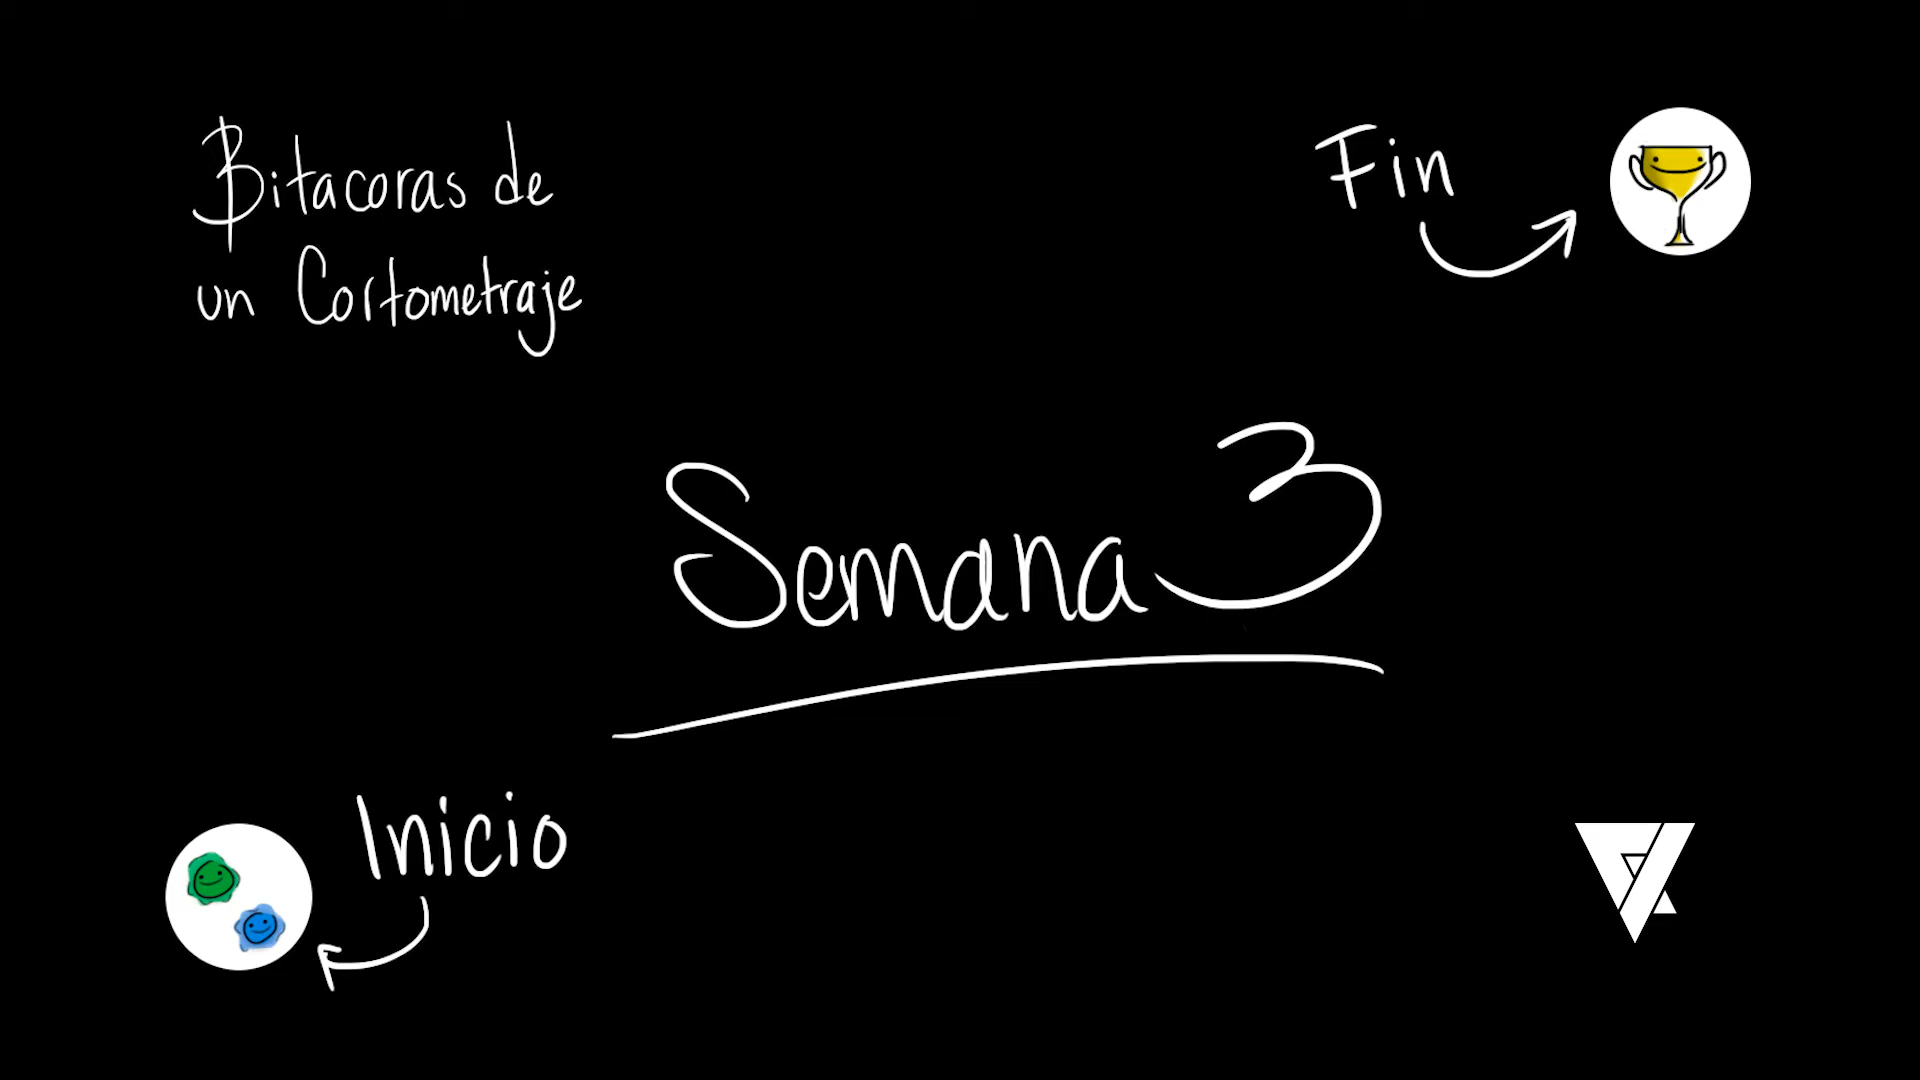 Bitacoras de
un Cortometraje
Fin
Semana 3
Inicio